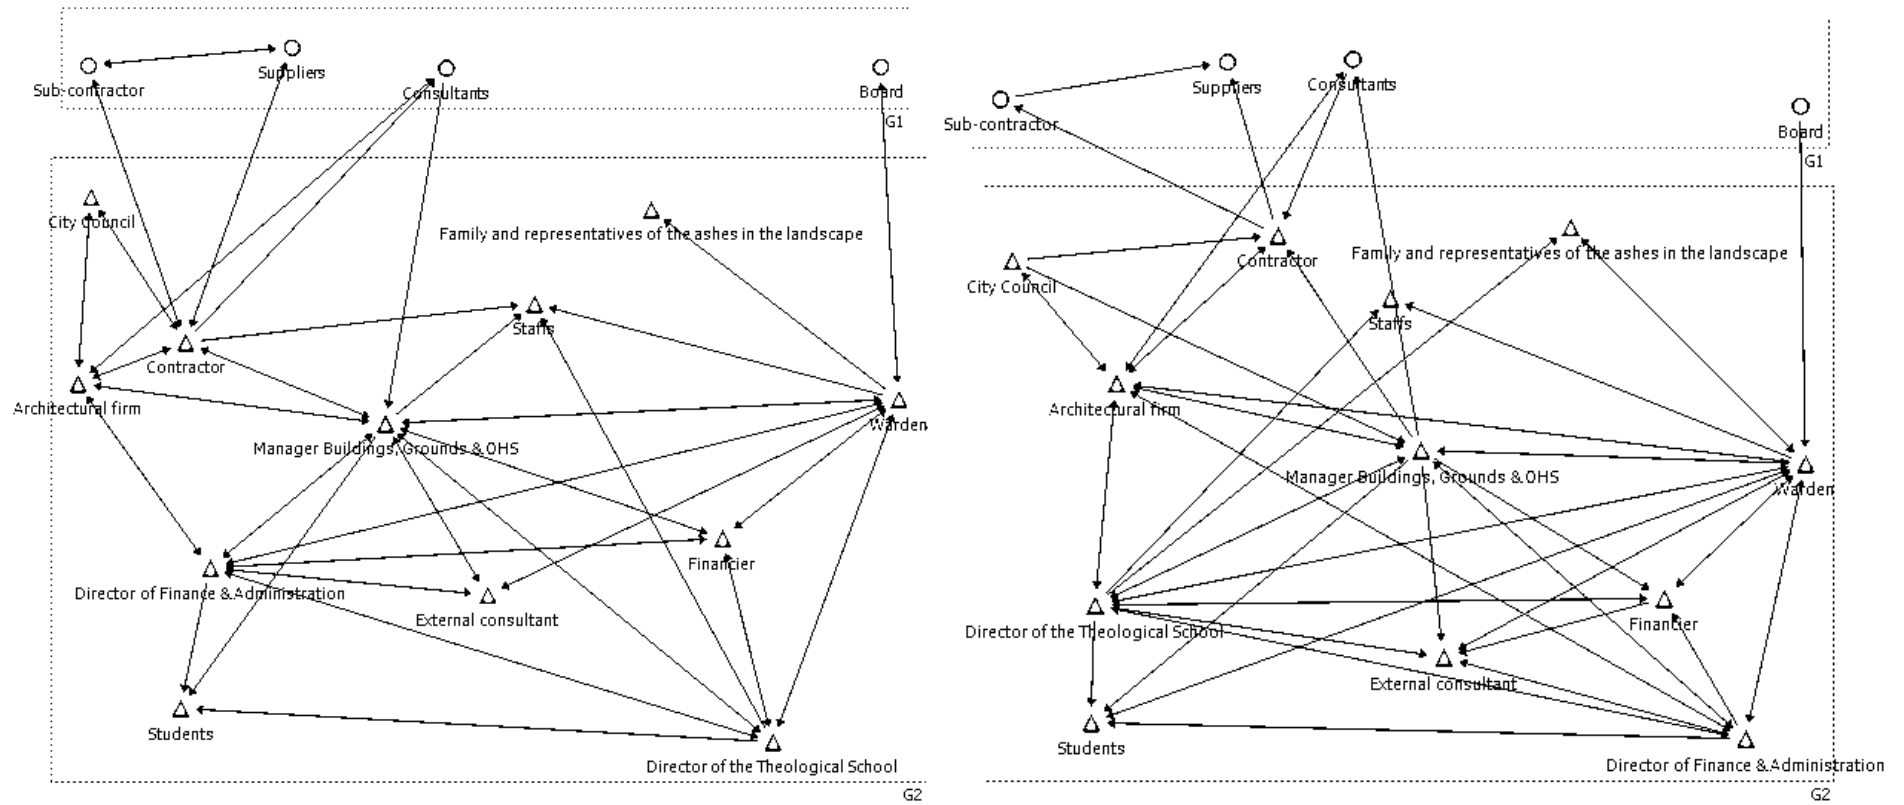 Sub-contractor
Suppliers
Consultants
Board
G1
City Council
Family and representatives of the ashes in the landscape
Staffs
Contractor
Architectural firm
Warden
Manager Buildings, Grounds & OHS
Financier
Director of Finance & Administration
External consultant
Students
Director of the Theological School
G2
Suppliers
Consultants
Sub-contractor
Board
G1
Contractor
Family and representatives of the ashes in the landscape
City Council
Staffs
Architectural firm
Manager Buildings, Grounds & OHS
Warden
Financier
Director of the Theological School
External consultant
Students
Director of Finance & Administration
G2